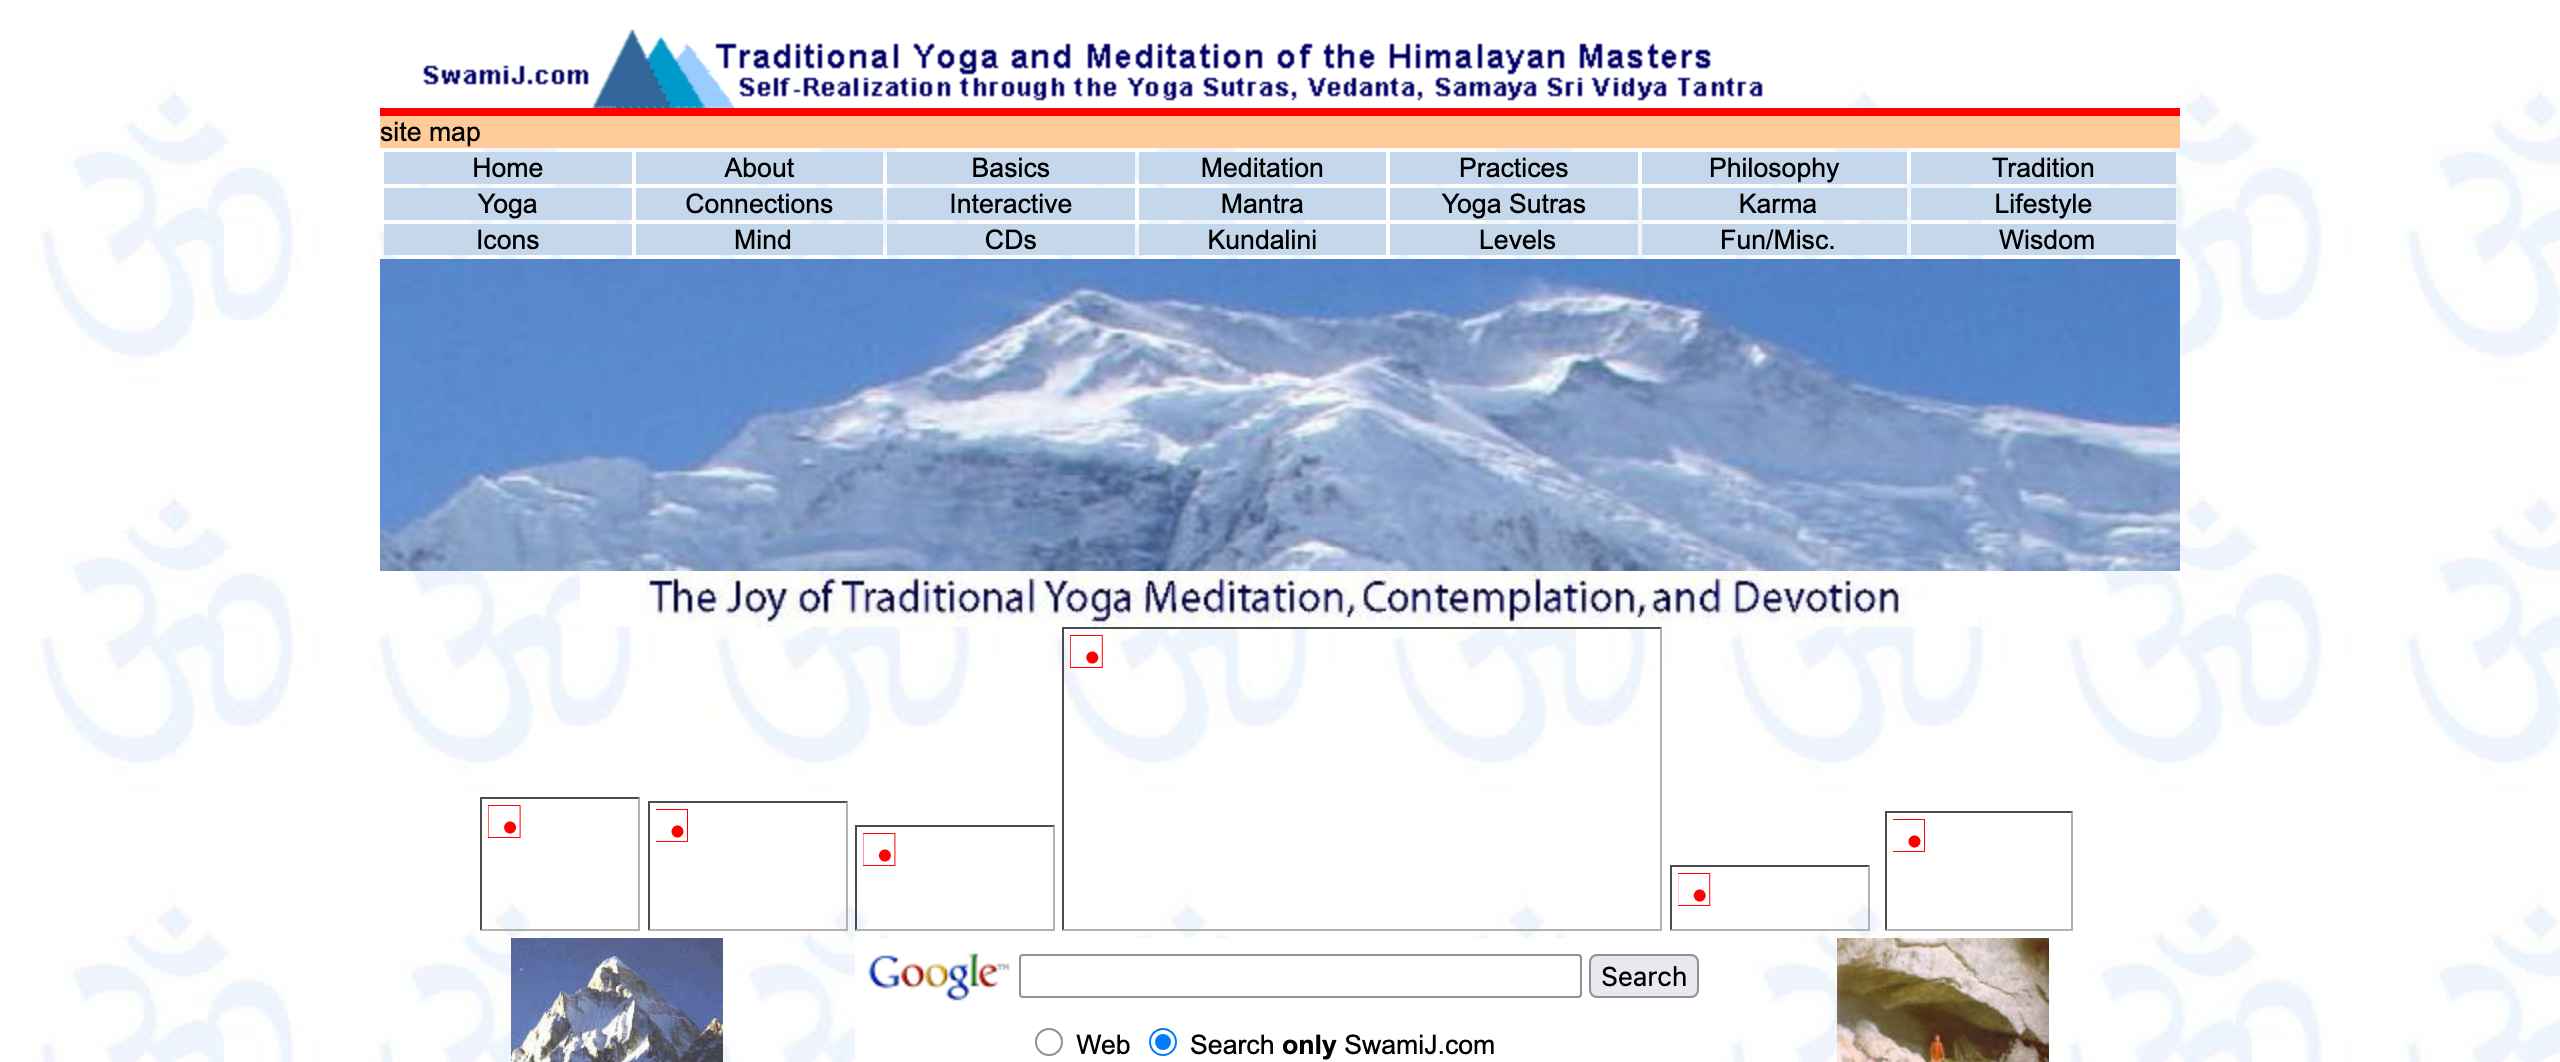 SwamiJ.com
Traditional Yoga and Meditation of the Himalayan Masters
Self-Realization through the Yoga Sutras, Vedanta, Samaya Sri Vidya Tantra
site map
Home About Basics Meditation Practices Philosophy Tradition
Yoga Connections Interactive Mantra Yoga Sutras Karma Lifestyle
Icons Mind CDs Kundalini Levels Fun/Misc. Wisdom
The Joy of Traditional Yoga Meditation, Contemplation, and Devotion
Google™ Search
Web Search only SwamiJ.com